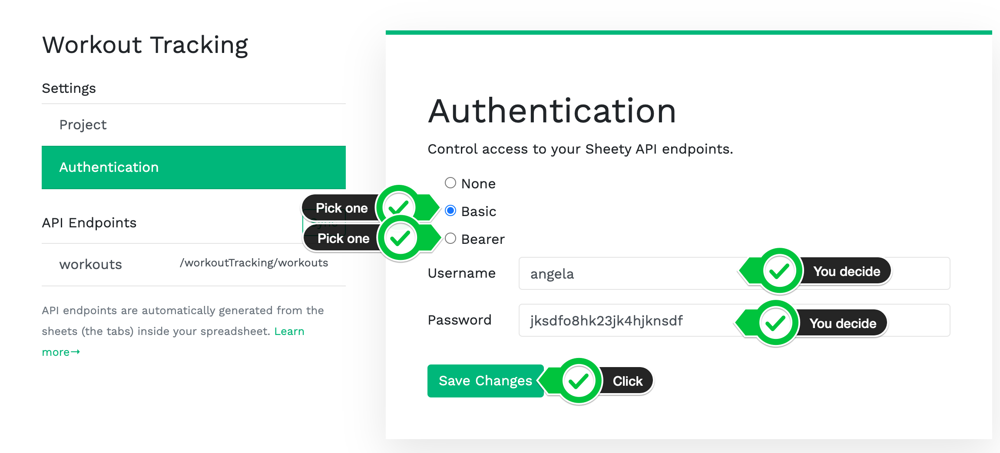 Workout Tracking
Settings
Project
Authentication
API Endpoints
Sync
workouts
/workoutTracking/workouts
API endpoints are automatically generated from the
sheets (the tabs) inside your spreadsheet. Learn
more→
Authentication
Control access to your Sheety API endpoints.
None
Pick one
Basic
Pick one
Bearer
Username
angela
You decide
Password
jksdfo8hk23jk4hjknsdf
You decide
Save Changes
Click